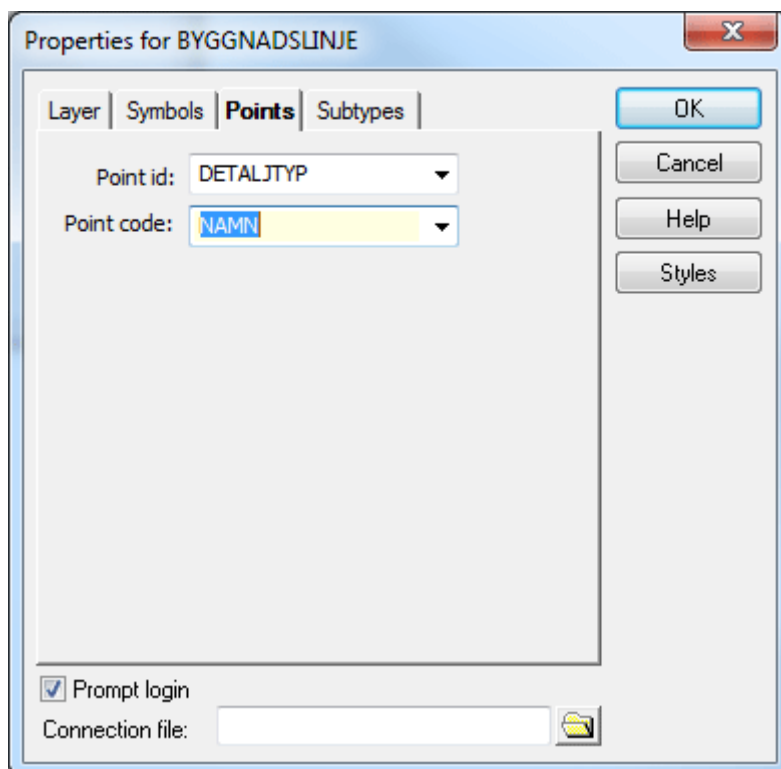 Properties for BYGGNADSLINJE
Layer Symbols Points Subtypes
Point id: DETALJTYP
Point code: NAMN
OK
Cancel
Help
Styles
Prompt login
Connection file: